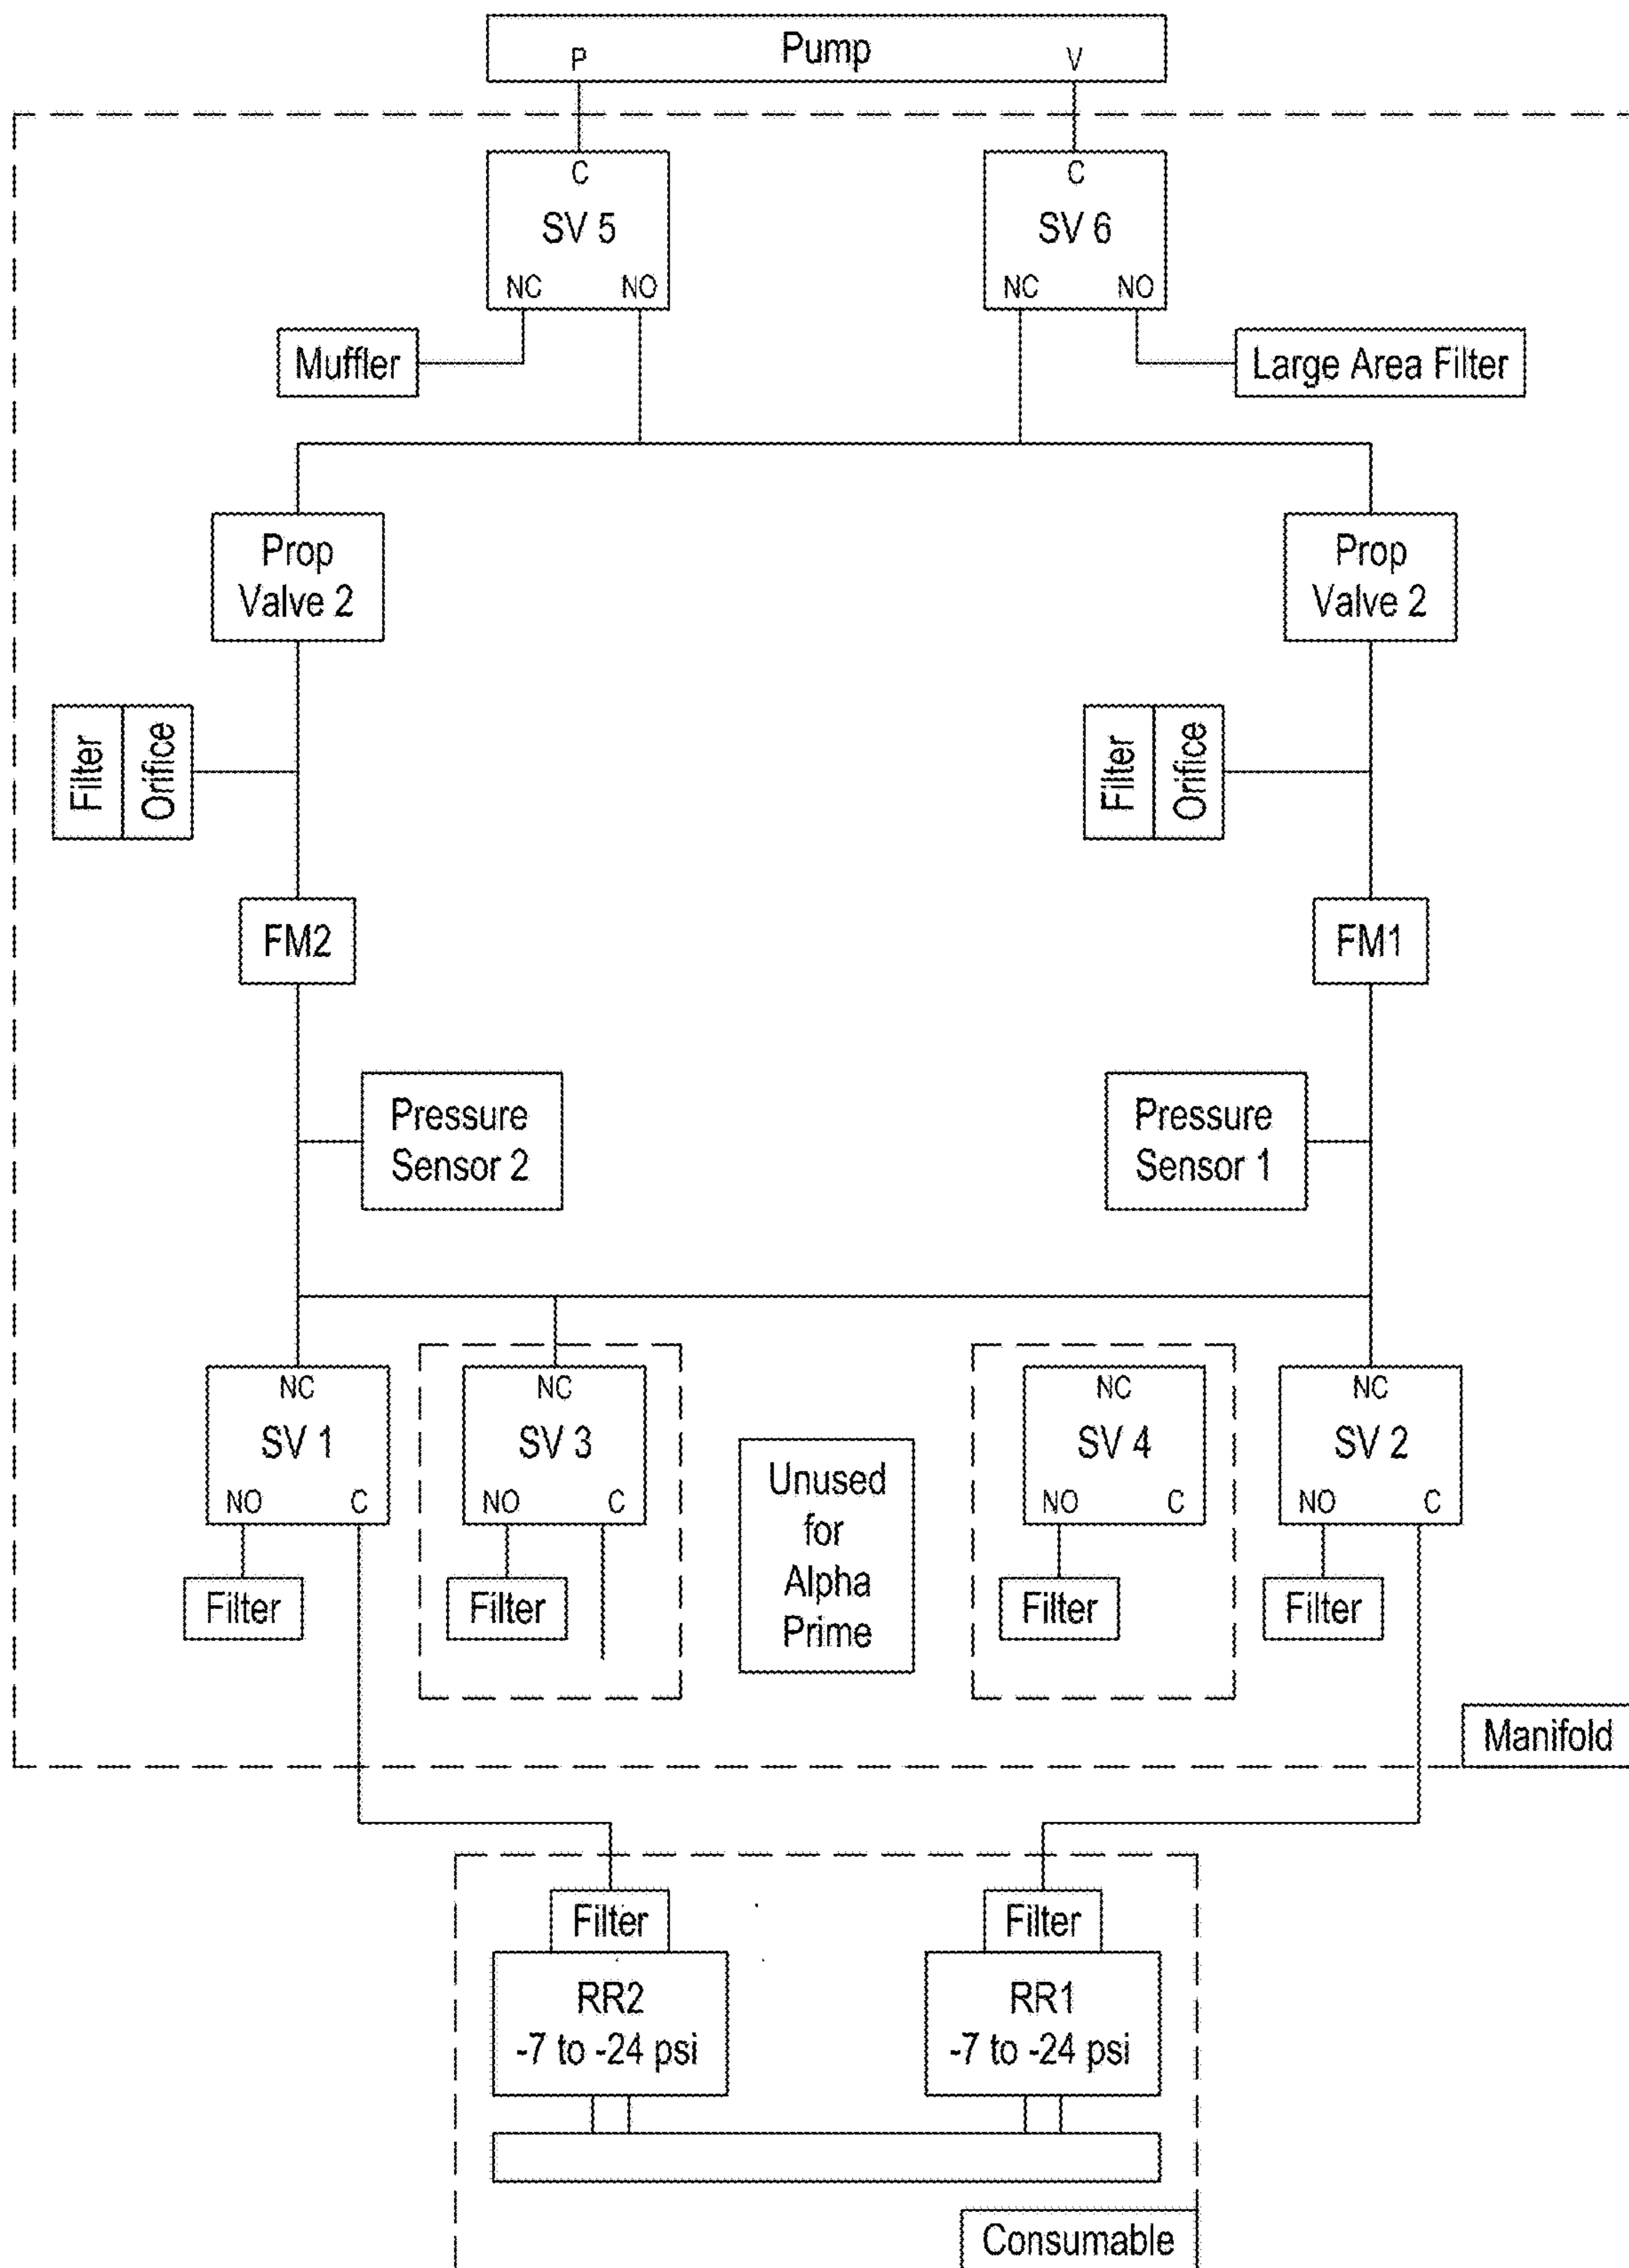 Pump
P
V
C
SV 5
NC
NO
C
SV 6
NC
NO
Muffler
Large Area Filter
Prop
Valve 2
Prop
Valve 2
Filter
Orifice
Filter
Orifice
FM2
FM1
Pressure
Sensor 2
Pressure
Sensor 1
NC
SV 1
NO
C
NC
SV 3
NO
C
Unused
for
Alpha
Prime
NC
SV 4
NO
C
NC
SV 2
NO
C
Filter
Filter
Filter
Filter
Manifold
Filter
RR2
-7 to -24 psi
Filter
RR1
-7 to -24 psi
Consumable